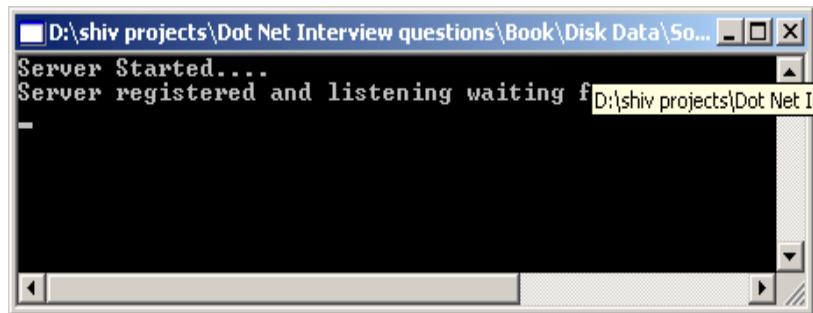 D:\shiv projects\Dot Net Interview questions\Book\Disk Data\So...
Server Started....
Server registered and listening waiting f
D:\shiv projects\Dot Net I